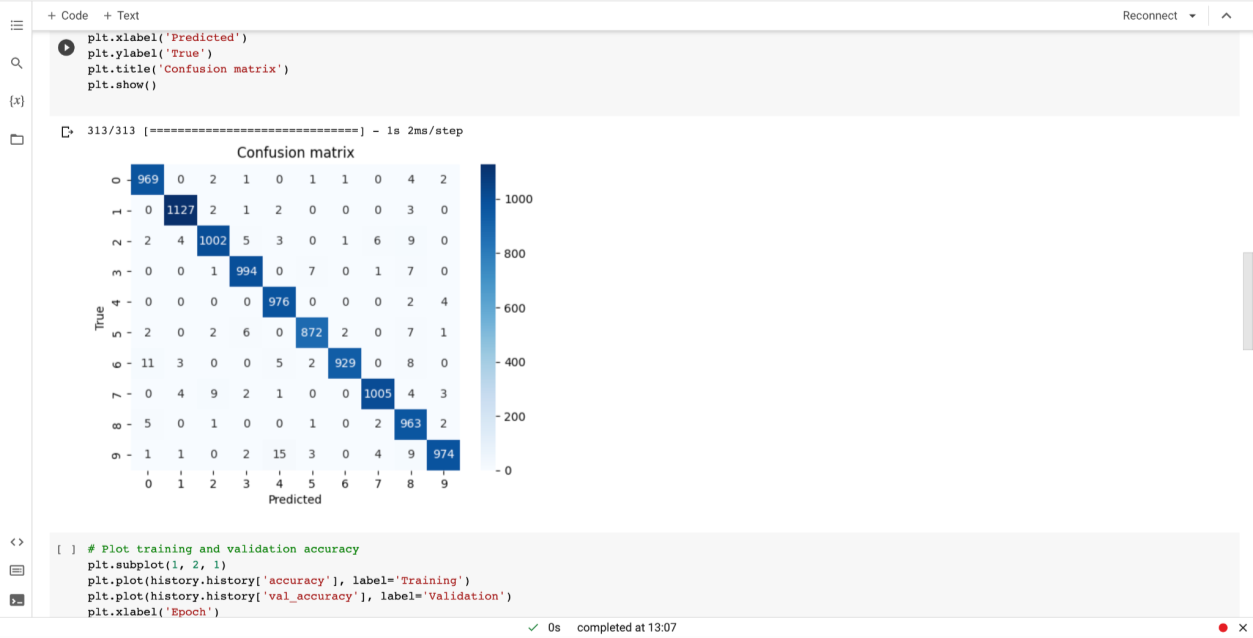 + Code + Text Reconnect
plt.xlabel('Predicted')
plt.ylabel('True')
plt.title('Confusion matrix')
plt.show()
{x}
313/313 [==============================] - 1s 2ms/step
Confusion matrix
0 969 0 2 1 0 1 1 0 4 2
1 0 1127 2 1 2 0 0 0 3 0
2 2 4 1002 5 3 0 1 6 9 0
3 0 0 1 994 0 7 0 1 7 0
4 0 0 0 0 976 0 0 0 2 4
5 2 0 2 6 0 872 2 0 7 1
6 11 3 0 0 5 2 929 0 8 0
7 0 4 9 2 1 0 0 1005 4 3
8 5 0 1 0 0 1 0 2 963 2
9 1 1 0 2 15 3 0 4 9 974
0 1 2 3 4 5 6 7 8 9
True
Predicted
1000
800
600
400
200
0
[ ] # Plot training and validation accuracy
plt.subplot(1, 2, 1)
plt.plot(history.history['accuracy'], label='Training')
plt.plot(history.history['val_accuracy'], label='Validation')
plt.xlabel('Epoch')
0s completed at 13:07